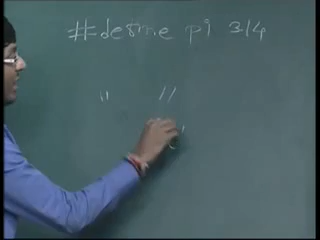 #define pi 3/4
" "